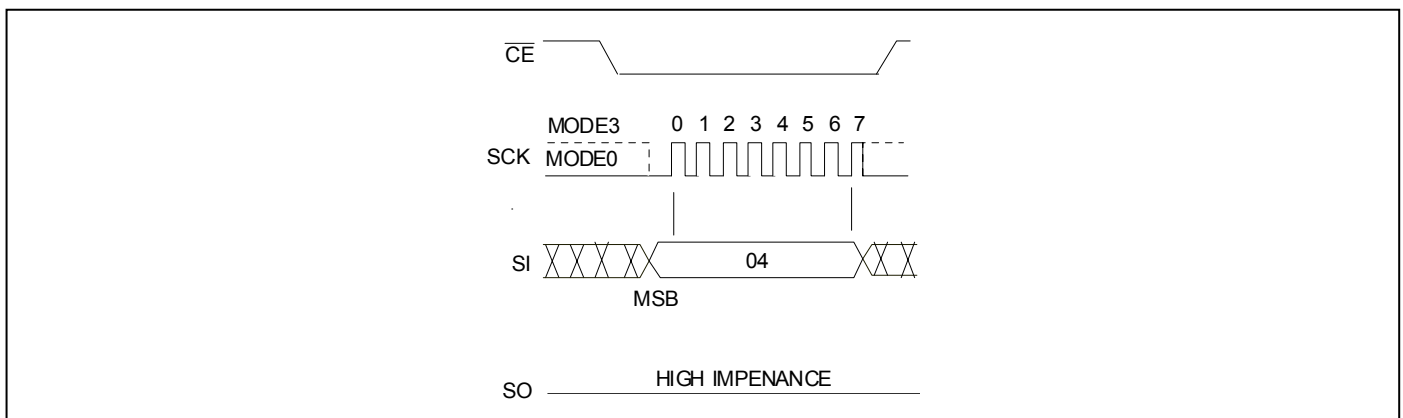 CE
MODE3 0 1 2 3 4 5 6 7
SCK MODE0
SI 04
MSB
HIGH IMPENANCE
SO